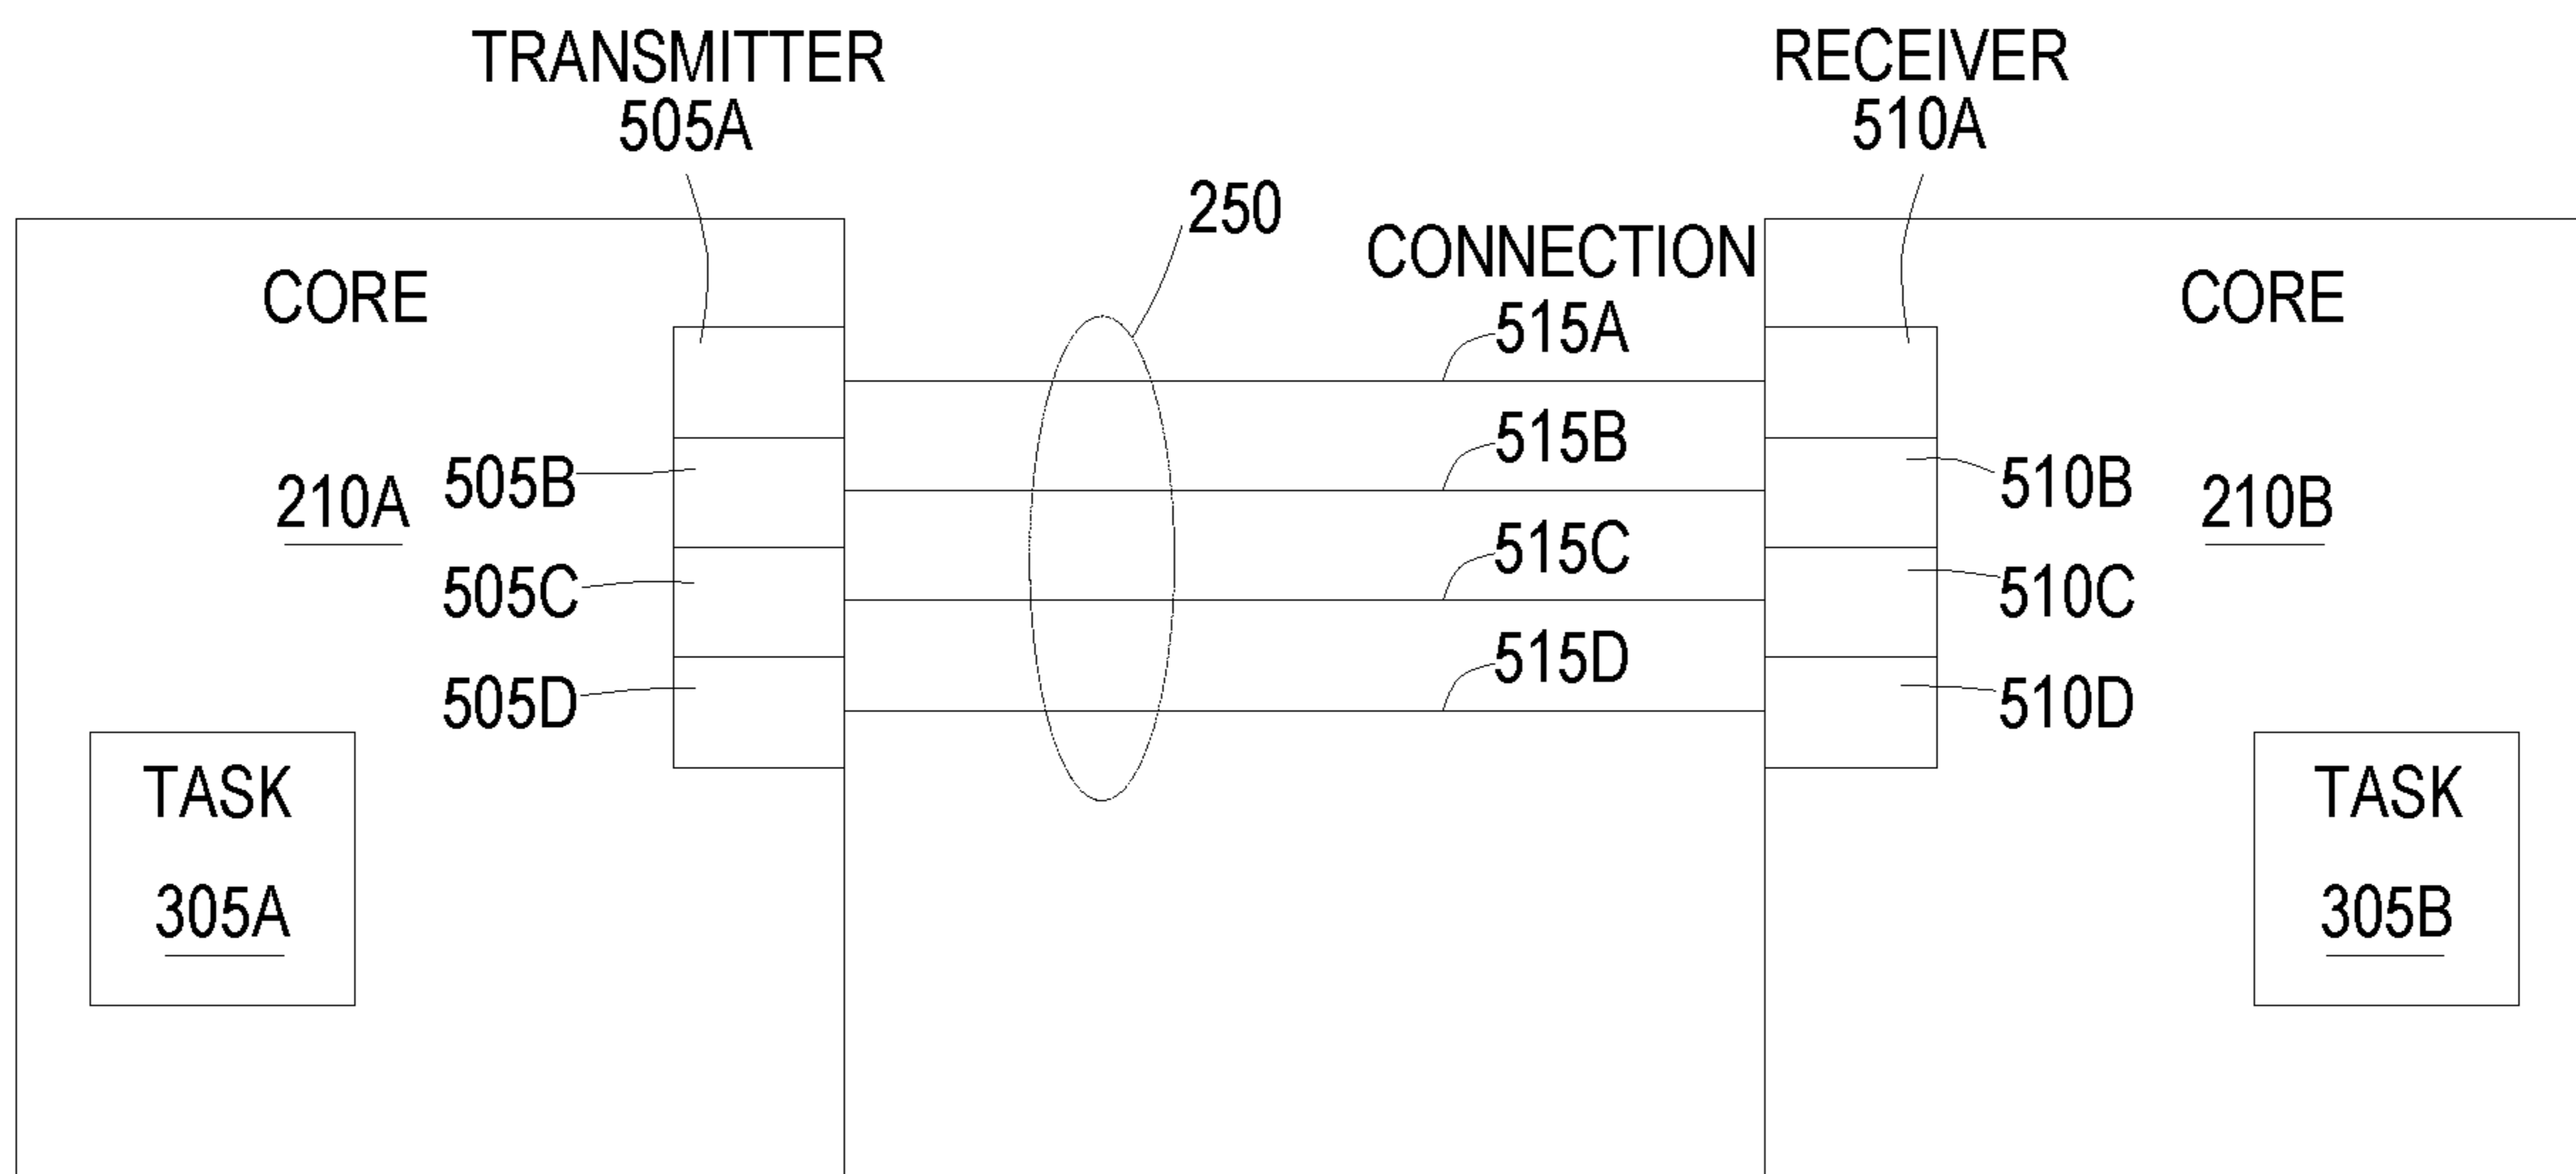 TRANSMITTER
505A
RECEIVER
510A
250
CONNECTION
CORE
CORE
515A
515B
505B
210A
510B
210B
515C
505C
510C
515D
505D
510D
TASK
305A
TASK
305B